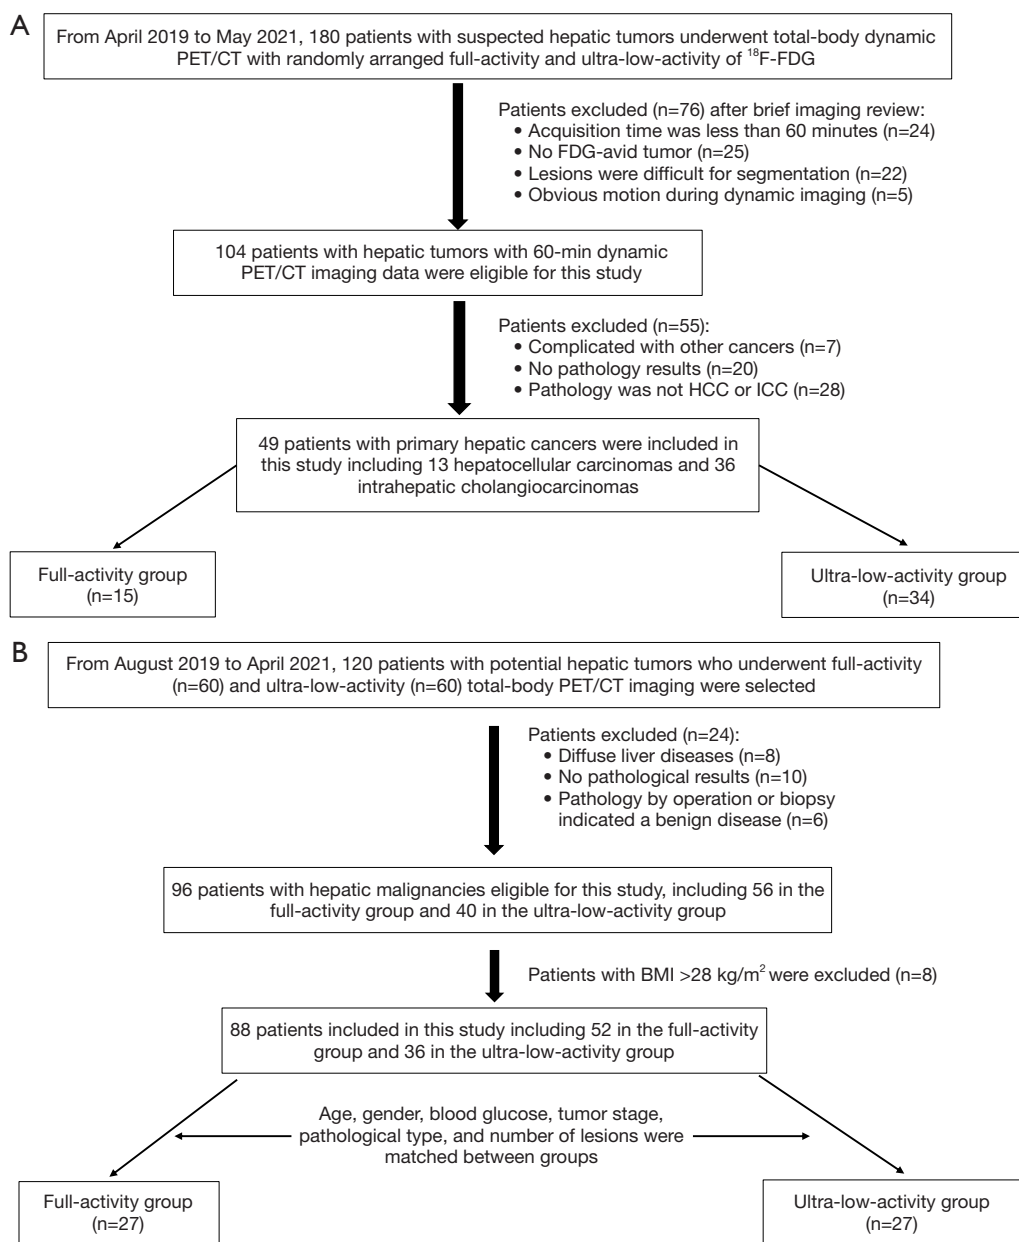 A
From April 2019 to May 2021, 180 patients with suspected hepatic tumors underwent total-body dynamic
PET/CT with randomly arranged full-activity and ultra-low-activity of ¹⁸F-FDG
Patients excluded (n=76) after brief imaging review:
• Acquisition time was less than 60 minutes (n=24)
• No FDG-avid tumor (n=25)
• Lesions were difficult for segmentation (n=22)
• Obvious motion during dynamic imaging (n=5)
104 patients with hepatic tumors with 60-min dynamic
PET/CT imaging data were eligible for this study
Patients excluded (n=55):
• Complicated with other cancers (n=7)
• No pathology results (n=20)
• Pathology was not HCC or ICC (n=28)
49 patients with primary hepatic cancers were included in
this study including 13 hepatocellular carcinomas and 36
intrahepatic cholangiocarcinomas
Full-activity group
(n=15)
Ultra-low-activity group
(n=34)
B
From August 2019 to April 2021, 120 patients with potential hepatic tumors who underwent full-activity
(n=60) and ultra-low-activity (n=60) total-body PET/CT imaging were selected
Patients excluded (n=24):
• Diffuse liver diseases (n=8)
• No pathological results (n=10)
• Pathology by operation or biopsy
indicated a benign disease (n=6)
96 patients with hepatic malignancies eligible for this study, including 56 in the
full-activity group and 40 in the ultra-low-activity group
Patients with BMI >28 kg/m² were excluded (n=8)
88 patients included in this study including 52 in the full-activity
group and 36 in the ultra-low-activity group
Age, gender, blood glucose, tumor stage,
pathological type, and number of lesions were
matched between groups
Full-activity group
(n=27)
Ultra-low-activity group
(n=27)